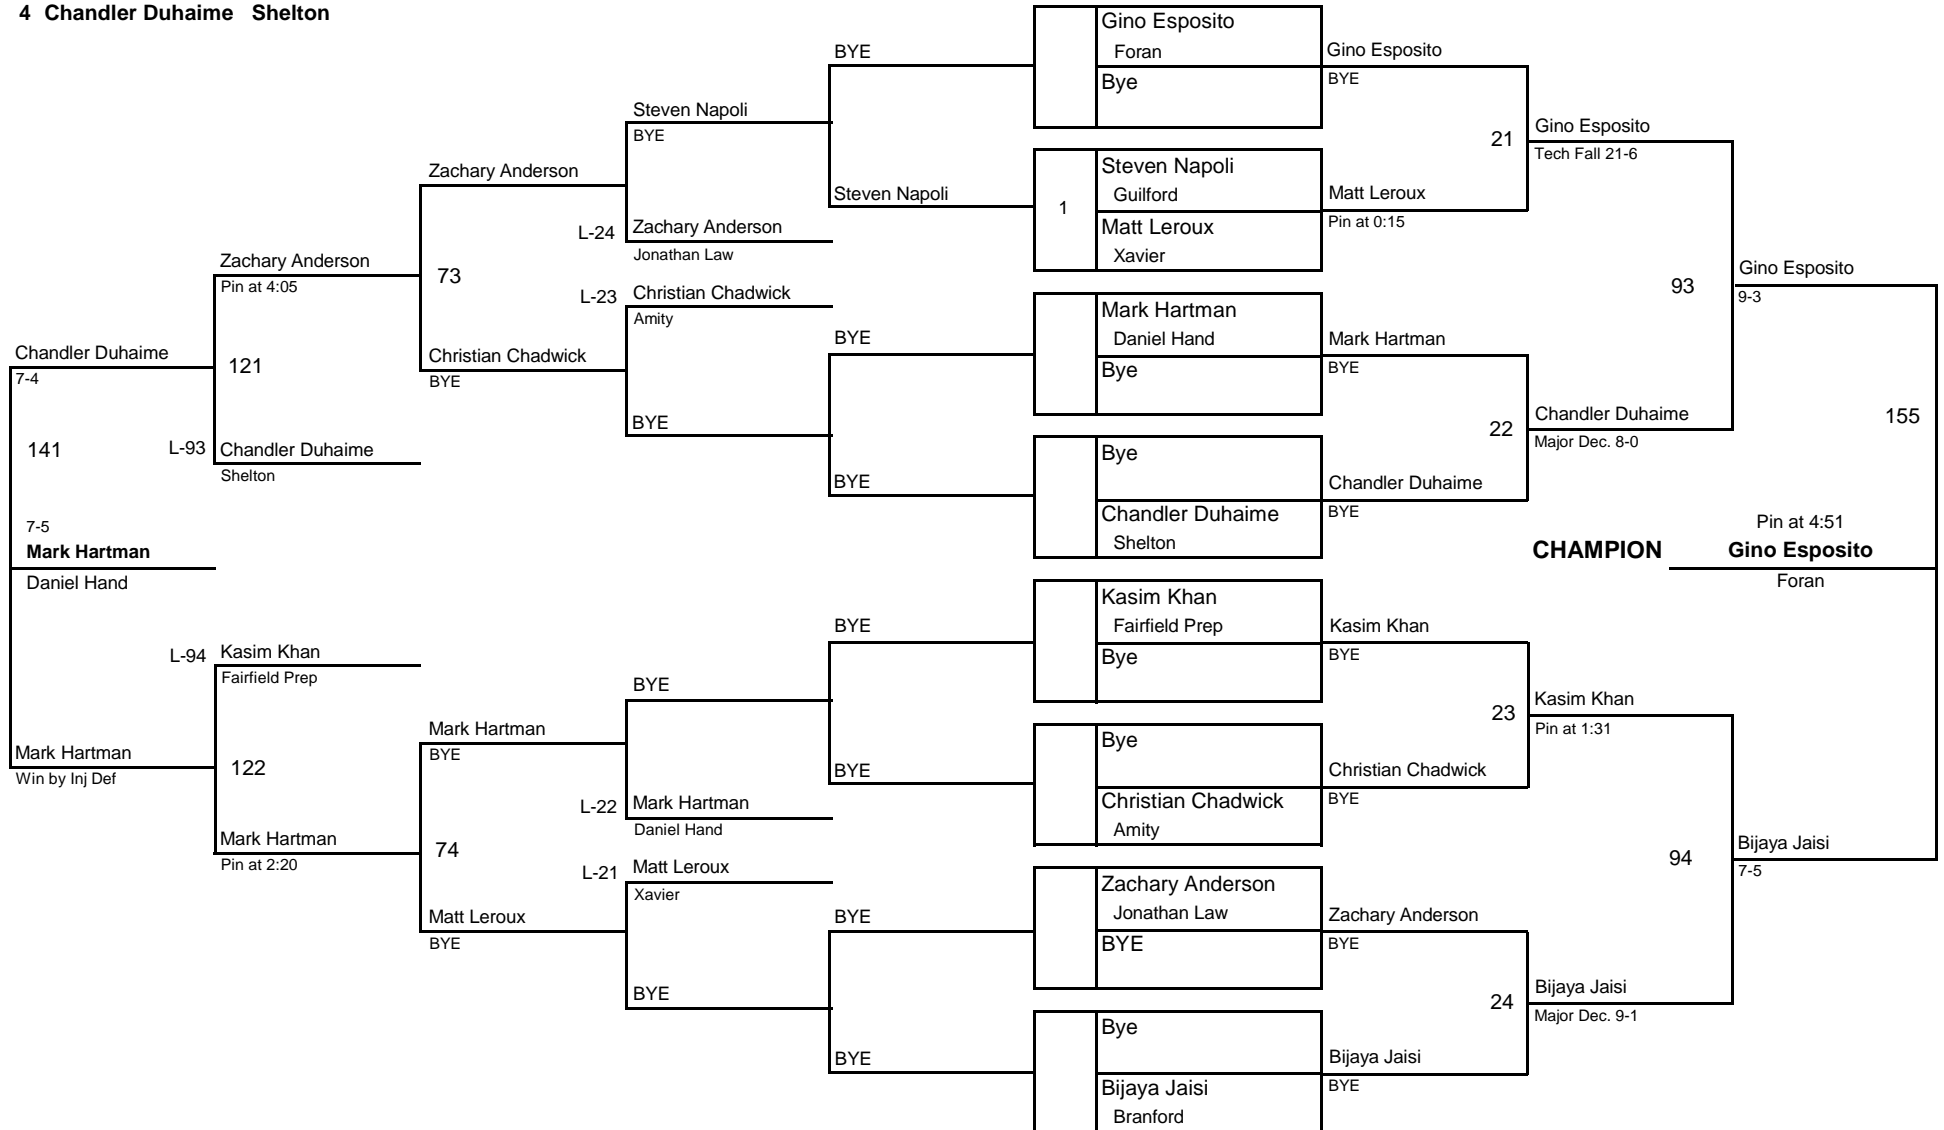 4 Chandler Duhaime Shelton
Gino Esposito
Foran
Bye
Steven Napoli
Guilford
1
Matt Leroux
Xavier
Mark Hartman
Daniel Hand
Bye
Bye
Chandler Duhaime
Shelton
Kasim Khan
Fairfield Prep
Bye
Bye
Christian Chadwick
Amity
Zachary Anderson
Jonathan Law
BYE
Bye
Bijaya Jaisi
Branford
Gino Esposito
BYE
21
Matt Leroux
Pin at 0:15
Mark Hartman
BYE
22
Chandler Duhaime
BYE
Kasim Khan
BYE
23
Christian Chadwick
BYE
Zachary Anderson
BYE
24
Bijaya Jaisi
BYE
Gino Esposito
Tech Fall 21-6
93
Chandler Duhaime
Major Dec. 8-0
Kasim Khan
Pin at 1:31
94
Bijaya Jaisi
Major Dec. 9-1
Gino Esposito
9-3
155
Pin at 4:51
CHAMPION Gino Esposito
Foran
Bijaya Jaisi
7-5
BYE
Steven Napoli
BYE
BYE
BYE
BYE
BYE
BYE
Steven Napoli
BYE
L-24 Zachary Anderson
Jonathan Law
L-23 Christian Chadwick
Amity
BYE
BYE
L-22 Mark Hartman
Daniel Hand
L-21 Matt Leroux
Xavier
BYE
Zachary Anderson
73
Christian Chadwick
BYE
Mark Hartman
BYE
74
Matt Leroux
BYE
Zachary Anderson
Pin at 4:05
121
L-93 Chandler Duhaime
Shelton
L-94 Kasim Khan
Fairfield Prep
122
Mark Hartman
Pin at 2:20
Chandler Duhaime
7-4
141
7-5
Mark Hartman
Daniel Hand
Mark Hartman
Win by Inj Def